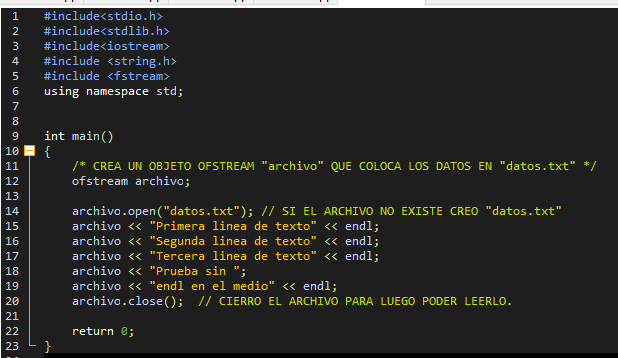 1 #include<stdio.h>
2 #include<stdlib.h>
3 #include<iostream>
4 #include <string.h>
5 #include <fstream>
6 using namespace std;
7
8
9 int main()
10 {
11 /* CREA UN OBJETO OFSTREAM "archivo" QUE COLOCA LOS DATOS EN "datos.txt" */
12 ofstream archivo;
13
14 archivo.open("datos.txt"); // SI EL ARCHIVO NO EXISTE CREO "datos.txt"
15 archivo << "Primera linea de texto" << endl;
16 archivo << "Segunda linea de texto" << endl;
17 archivo << "Tercera linea de texto" << endl;
18 archivo << "Prueba sin ";
19 archivo << "endl en el medio" << endl;
20 archivo.close();  // CIERRO EL ARCHIVO PARA LUEGO PODER LEERLO.
21
22 return 0;
23 }